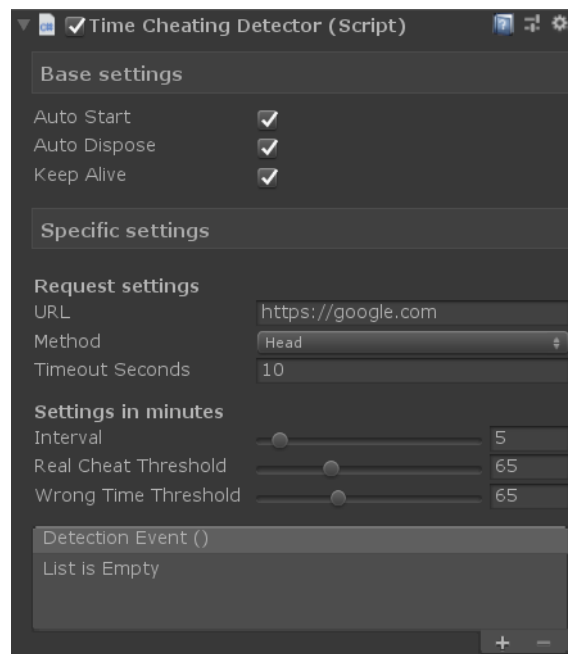 Time Cheating Detector (Script)
Base settings
Auto Start
Auto Dispose
Keep Alive
Specific settings
Request settings
URL https://google.com
Method Head
Timeout Seconds 10
Settings in minutes
Interval 5
Real Cheat Threshold 65
Wrong Time Threshold 65
Detection Event ()
List is Empty